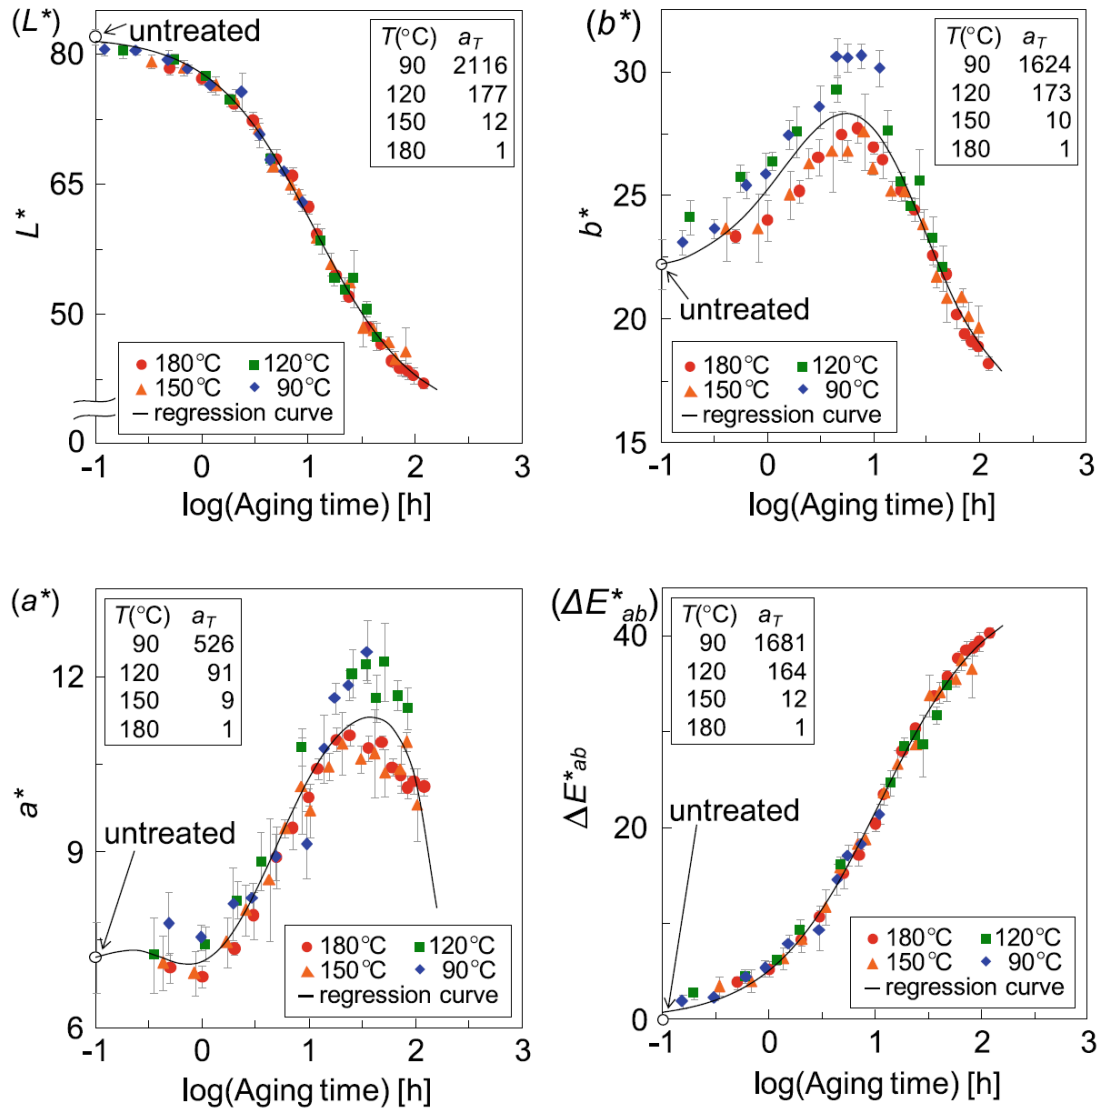 (L*)
untreated
T(°C) a_T
90 2116
120 177
150 12
180 1
80
65
50
0
L*
180°C 120°C
150°C 90°C
regression curve
-1 0 1 2 3
log(Aging time) [h]
(b*)
T(°C) a_T
90 1624
120 173
150 10
180 1
30
25
20
15
b*
untreated
180°C 120°C
150°C 90°C
regression curve
-1 0 1 2 3
log(Aging time) [h]
(a*)
T(°C) a_T
90 526
120 91
150 9
180 1
12
9
6
a*
untreated
180°C 120°C
150°C 90°C
regression curve
-1 0 1 2 3
log(Aging time) [h]
(ΔE*ab)
T(°C) a_T
90 1681
120 164
150 12
180 1
40
20
0
ΔE*ab
untreated
180°C 120°C
150°C 90°C
regression curve
-1 0 1 2 3
log(Aging time) [h]